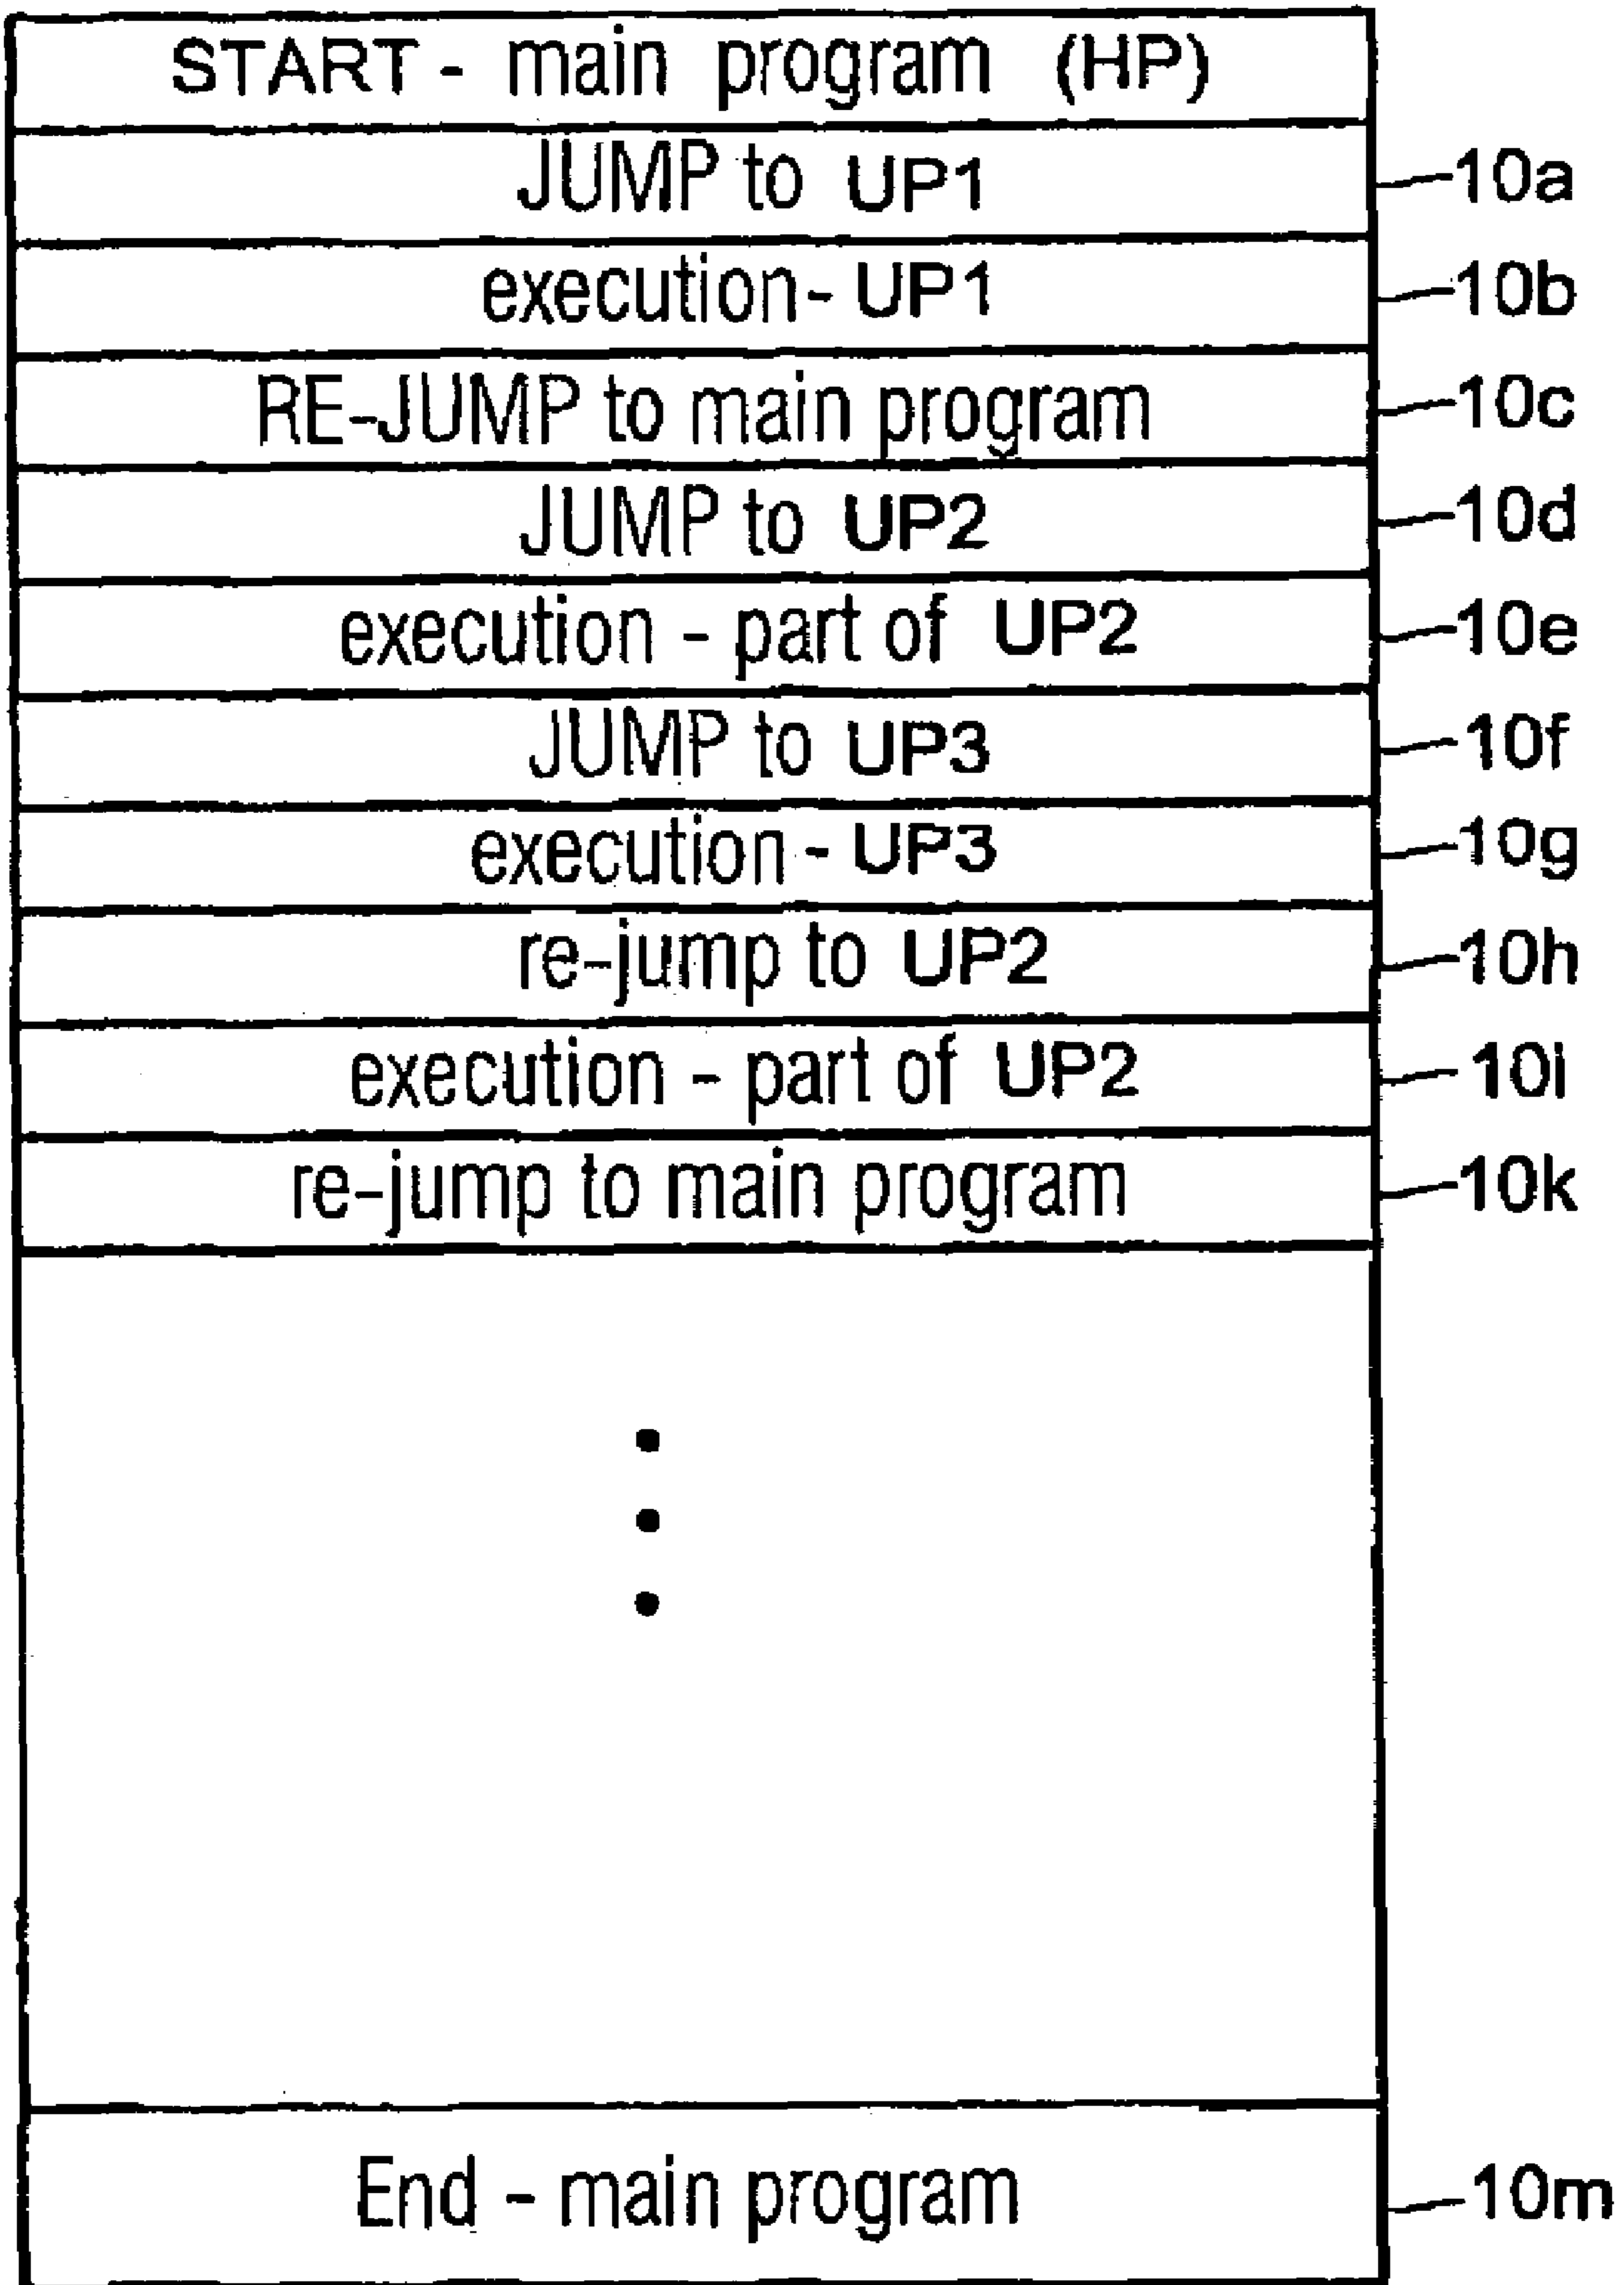 START - main program (HP)
JUMP to UP1 10a
execution - UP1 10b
RE-JUMP to main program 10c
JUMP to UP2 10d
execution - part of UP2 10e
JUMP to UP3 10f
execution - UP3 10g
re-jump to UP2 10h
execution - part of UP2 10i
re-jump to main program 10k
End - main program 10m